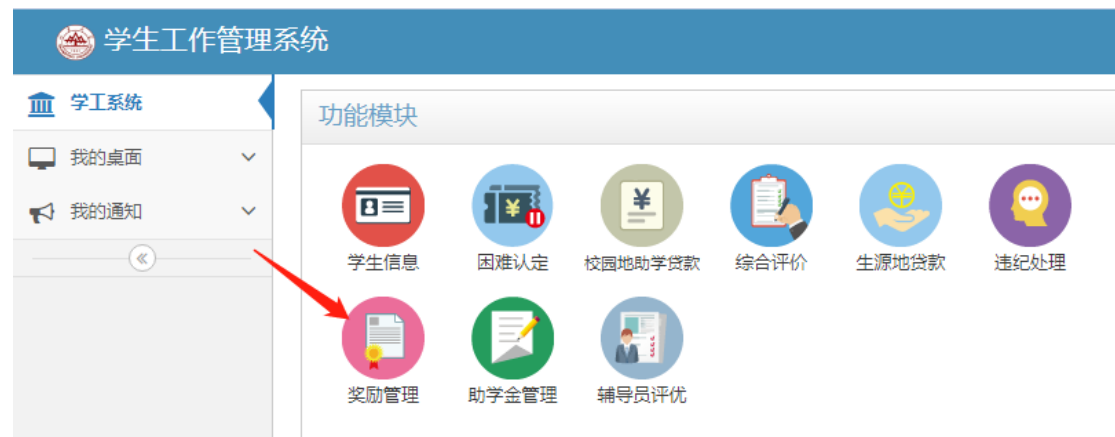 学生工作管理系统
学工系统
我的桌面
我的通知
功能模块
学生信息 困难认定 校园地助学贷款 综合评价 生源地贷款 违纪处理
奖励管理 助学金管理 辅导员评优